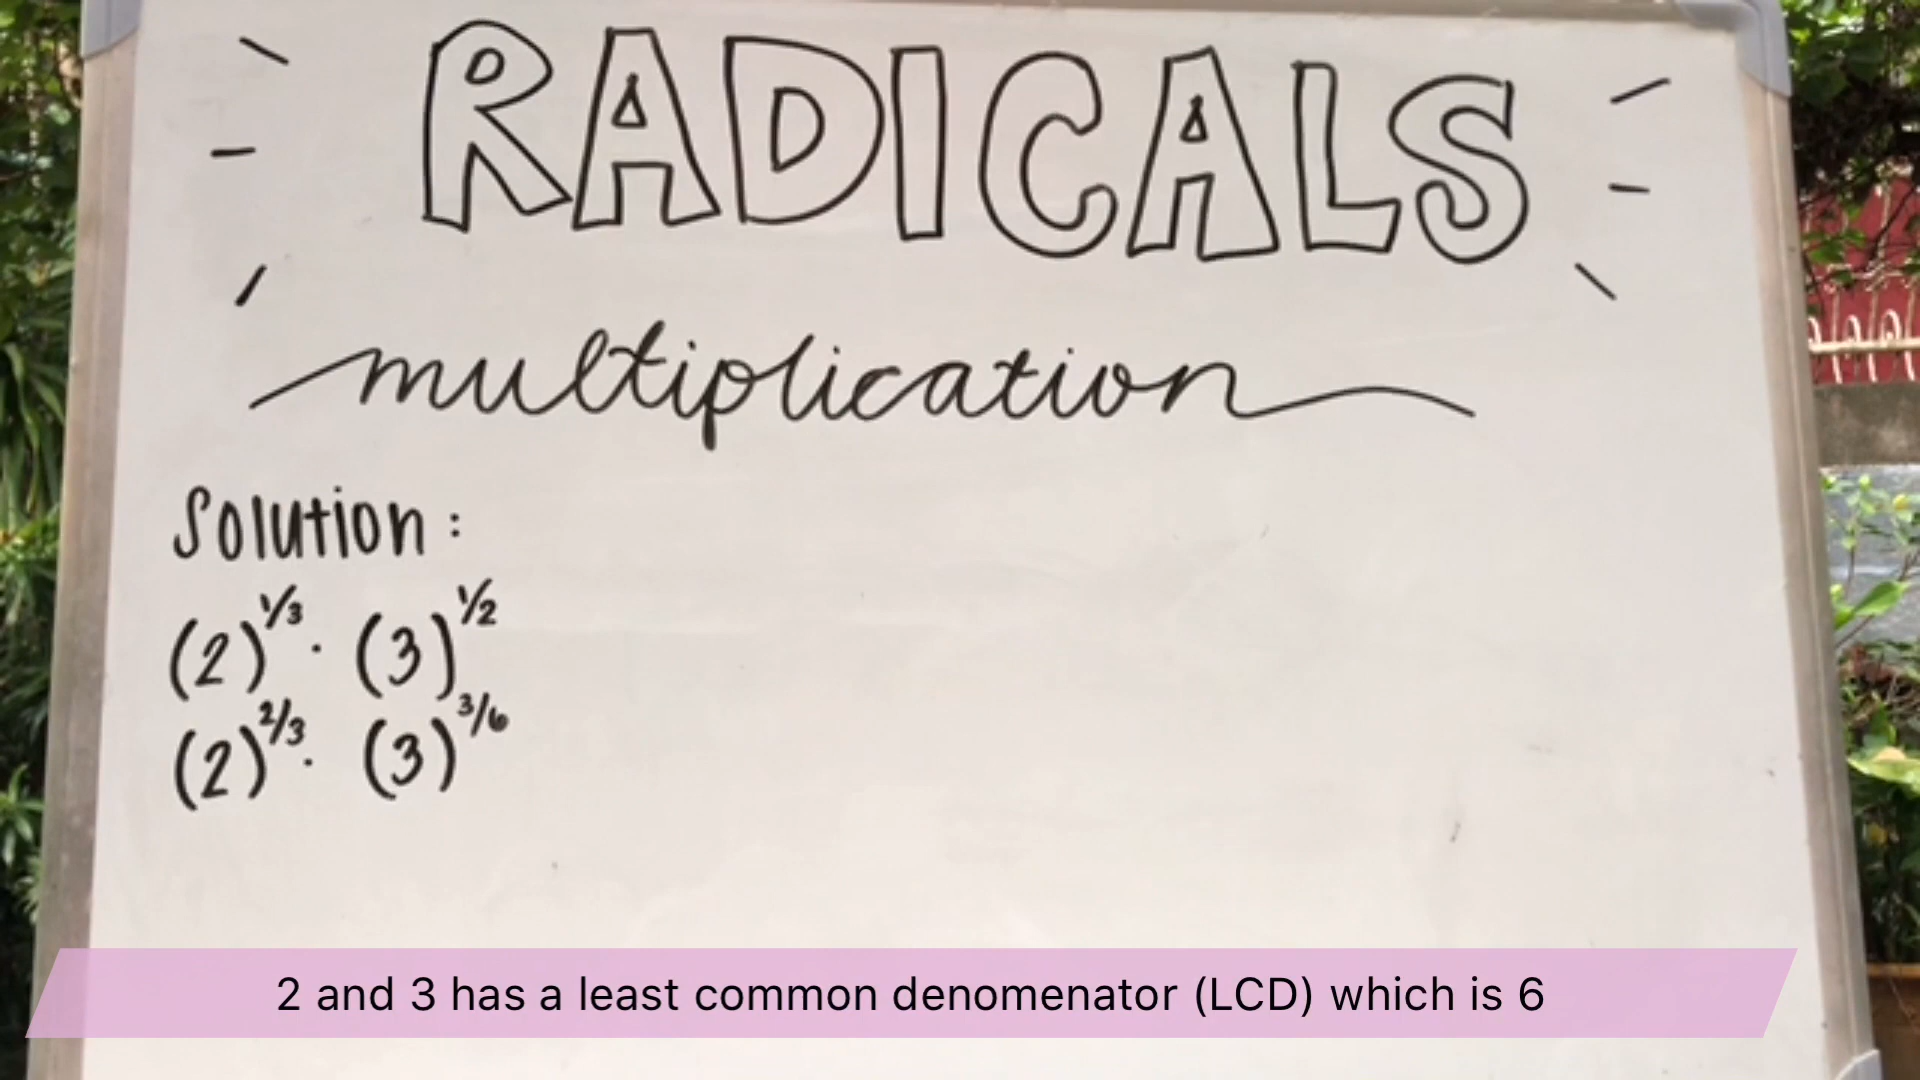 RADICALS
multiplication
Solution:
(2)^1/3 · (3)^1/2
(2)^2/3 · (3)^3/6
2 and 3 has a least common denomenator (LCD) which is 6